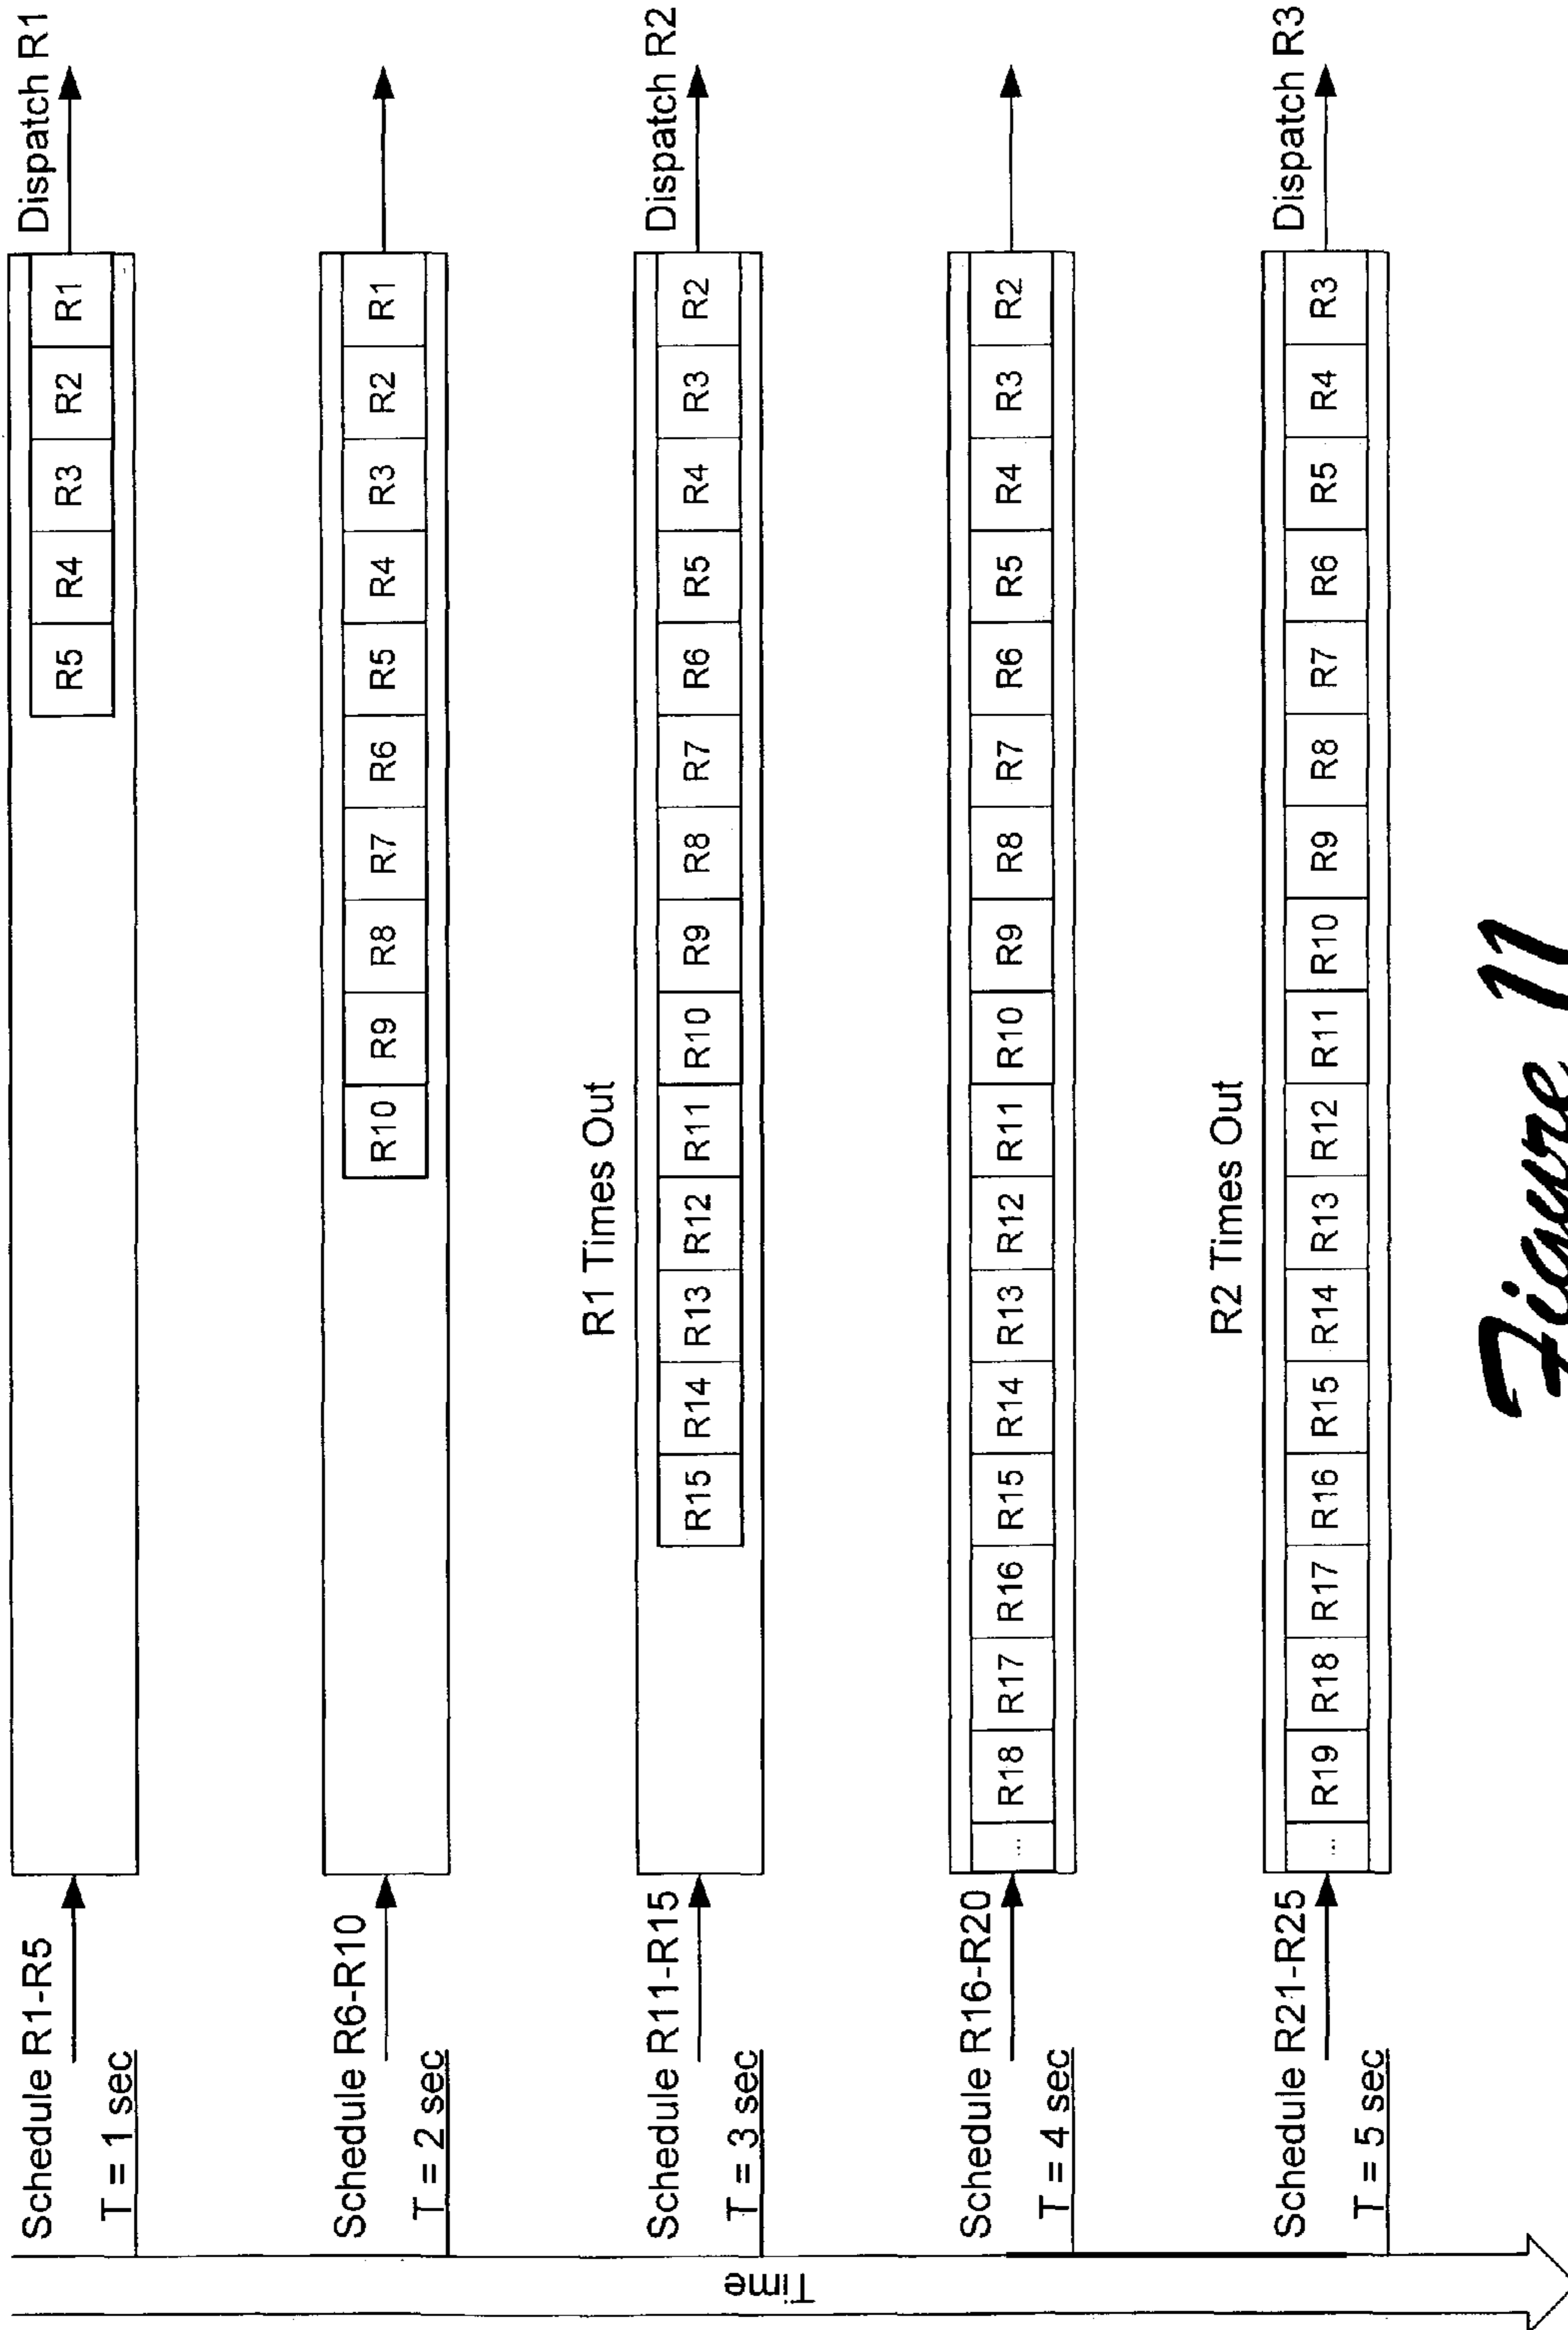 Schedule R1-R5
T = 1 sec
R5 R4 R3 R2 R1
Dispatch R1
Schedule R6-R10
T = 2 sec
R10 R9 R8 R7 R6 R5 R4 R3 R2 R1
R1 Times Out
Schedule R11-R15
T = 3 sec
R15 R14 R13 R12 R11 R10 R9 R8 R7 R6 R5 R4 R3 R2
Dispatch R2
Schedule R16-R20
T = 4 sec
... R18 R17 R16 R15 R14 R13 R12 R11 R10 R9 R8 R7 R6 R5 R4 R3 R2
R2 Times Out
Schedule R21-R25
T = 5 sec
... R19 R18 R17 R16 R15 R14 R13 R12 R11 R10 R9 R8 R7 R6 R5 R4 R3
Dispatch R3
Time
Figure 11